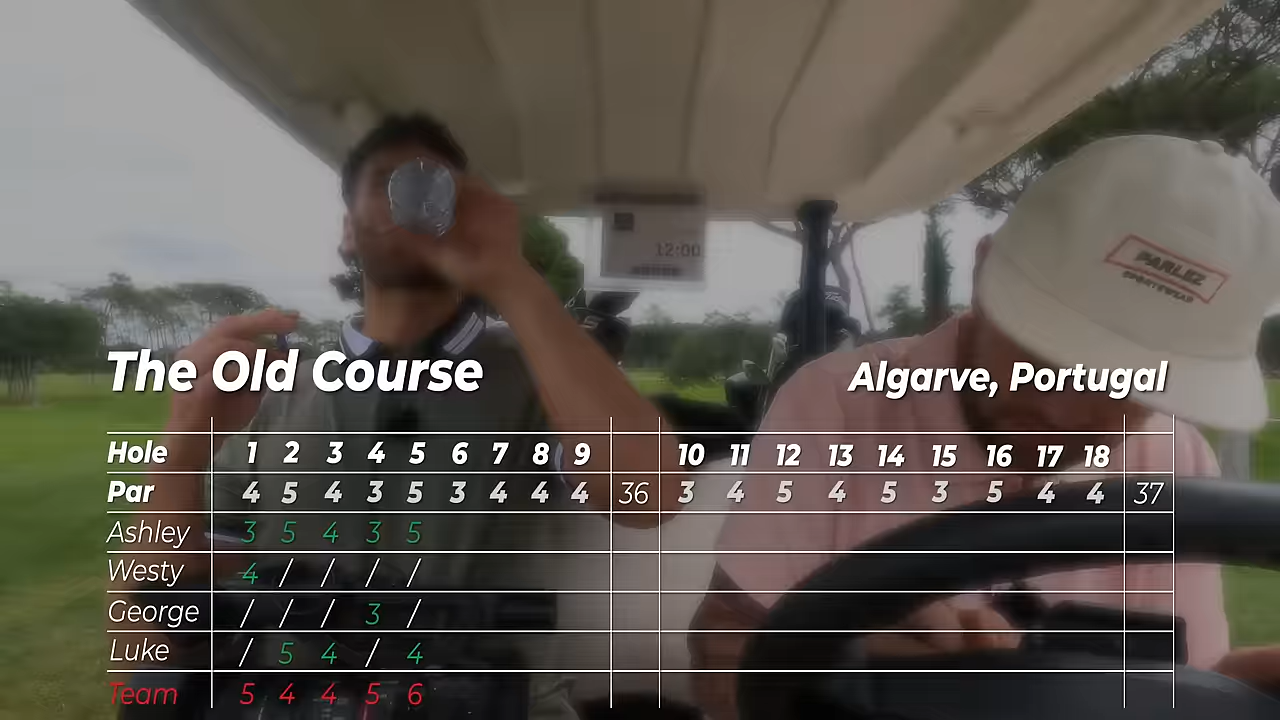 12:00
PARLEZ
SPORTSWEAR
The Old Course Algarve, Portugal
Hole 1 2 3 4 5 6 7 8 9 10 11 12 13 14 15 16 17 18
Par 4 5 4 3 5 3 4 4 4 36 3 4 5 4 5 3 5 4 4 37
Ashley 3 5 4 3 5
Westy 4 / / / /
George / / / 3 /
Luke / 5 4 / 4
Team 5 4 4 5 6